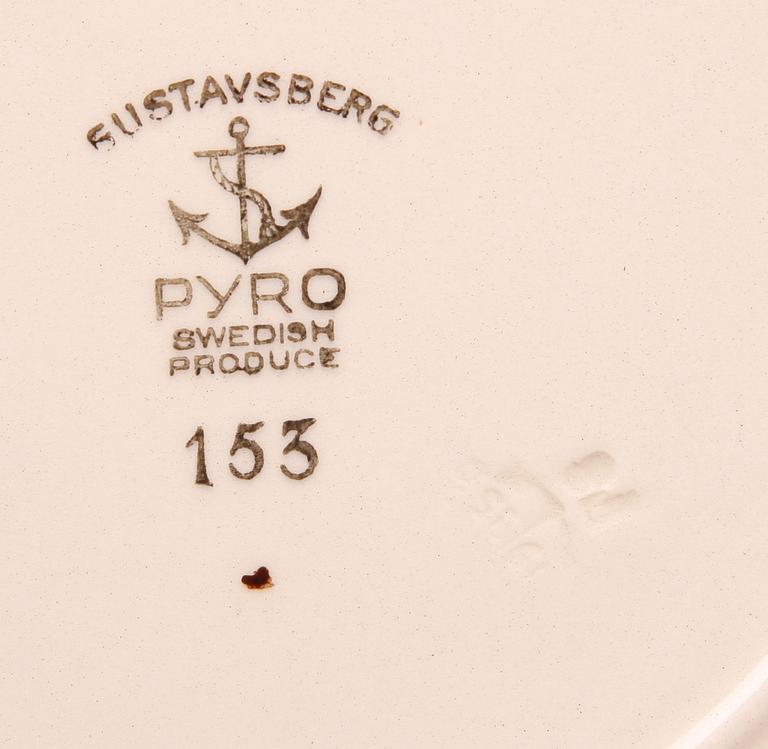 GUSTAVSBERG
PYRO
SWEDISH
PRODUCE
153